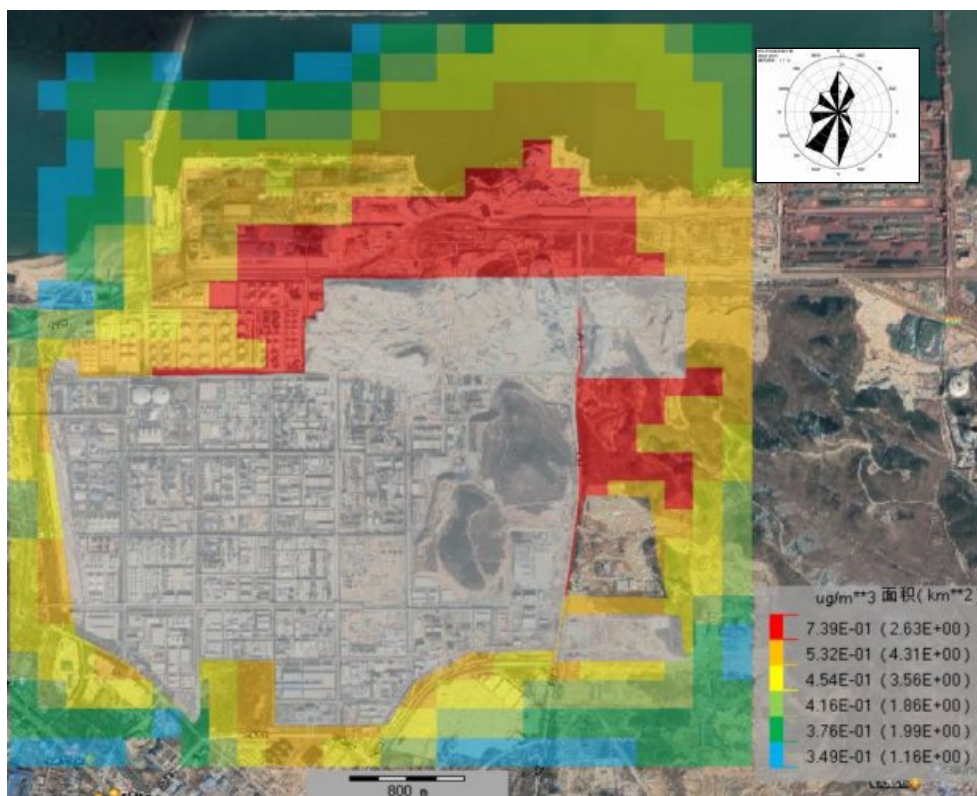 ug/m**3 面积( km**2
7.39E-01 ( 2.63E+00)
5.32E-01 ( 4.31E+00)
4.54E-01 ( 3.56E+00)
4.16E-01 ( 1.86E+00)
3.76E-01 ( 1.99E+00)
3.49E-01 ( 1.16E+00)
800 m